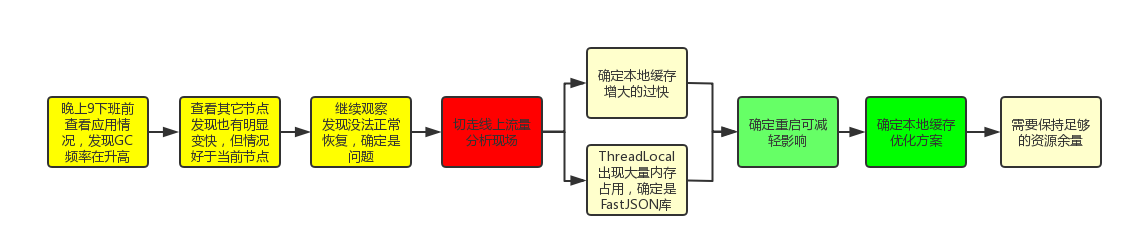 晚上9下班前
查看应用情
况，发现GC
频率在升高
查看其它节点
发现也有明显
变快，但情况
好于当前节点
继续观察
发现没法正常
恢复，确定是
问题
切走线上流量
分析现场
确定本地缓存
增大的过快
ThreadLocal
出现大量内存
占用，确定是
FastJSON库
确定重启可减
轻影响
确定本地缓存
优化方案
需要保持足够
的资源余量